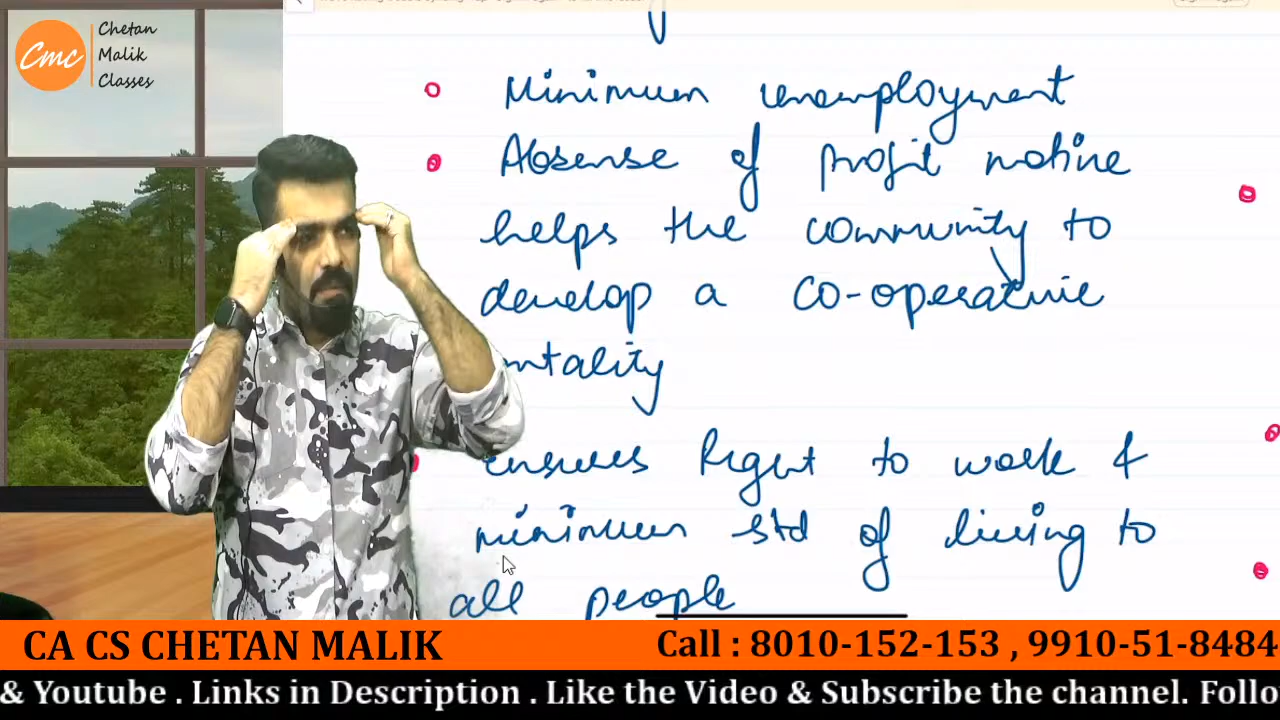 Cmc
Chetan
Malik
Classes
Minimum unemployment
Absense of profit motive
helps the community to
develop a co-operative
ntality
ensures Right to work &
minimum std of living to
all people
CA CS CHETAN MALIK
Call : 8010-152-153 , 9910-51-8484
& Youtube . Links in Description . Like the Video & Subscribe the channel. Follo